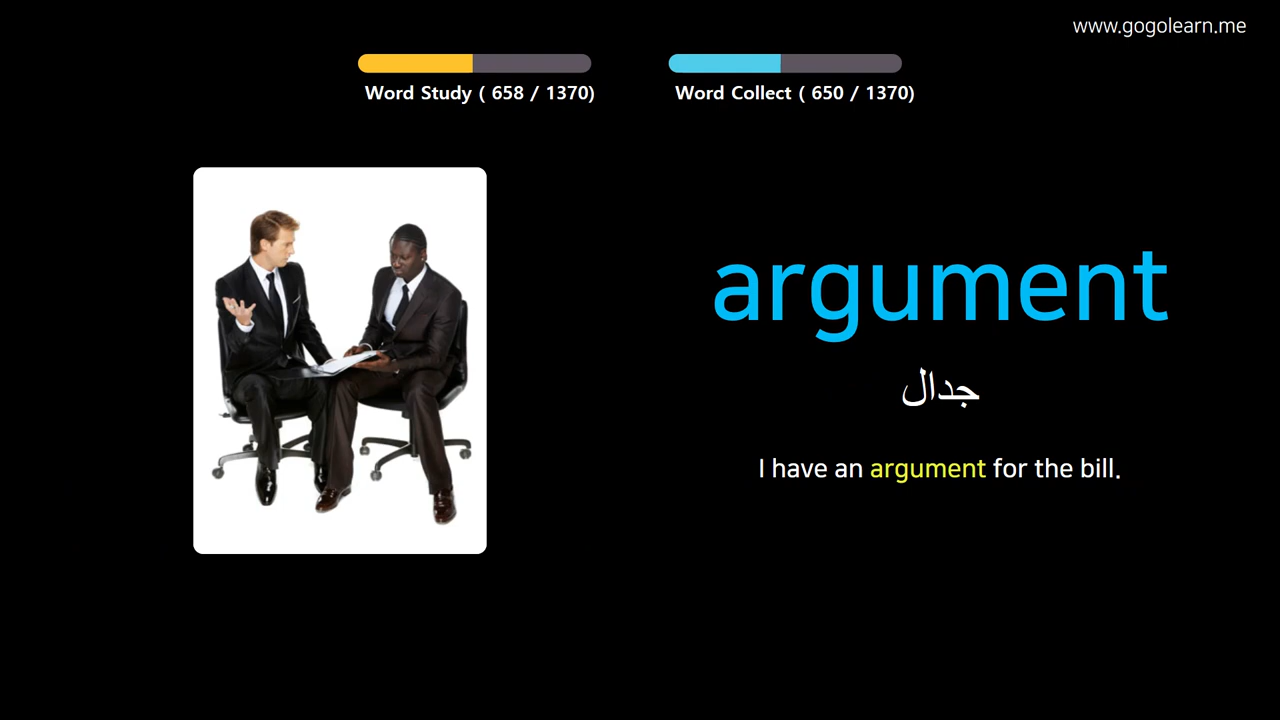 www.gogolearn.me
Word Study ( 658 / 1370)
Word Collect ( 650 / 1370)
argument
جدال
I have an argument for the bill.